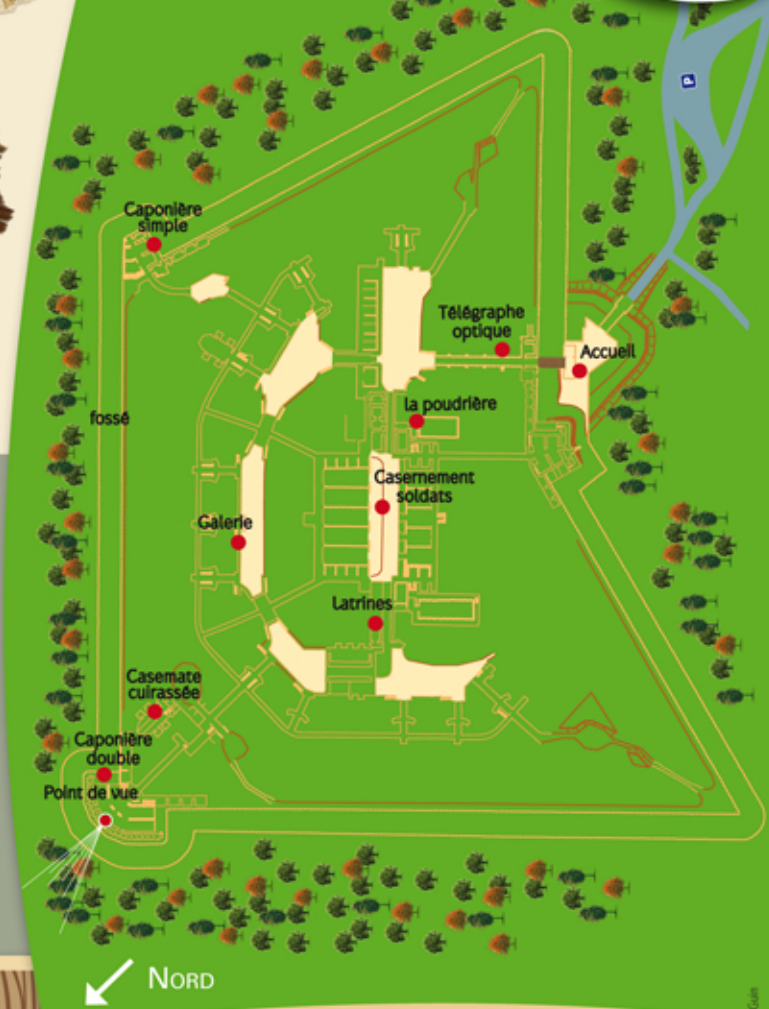 P
Caponière
simple
Télégraphe
optique
Accueil
la poudrière
fossé
Casernement
soldats
Galerie
Latrines
Casemate
cuirassée
Caponière
double
Point de vue
NORD
Guin